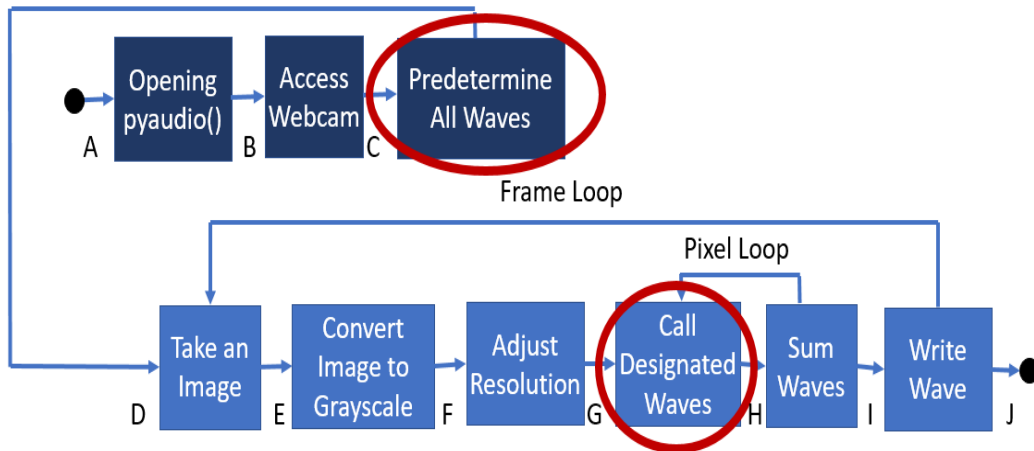 Opening
pyaudio()
Access
Webcam
Predetermine
All Waves
A
B
C
Frame Loop
Pixel Loop
Take an
Image
Convert
Image to
Grayscale
Adjust
Resolution
Call
Designated
Waves
Sum
Waves
Write
Wave
D
E
F
G
H
I
J